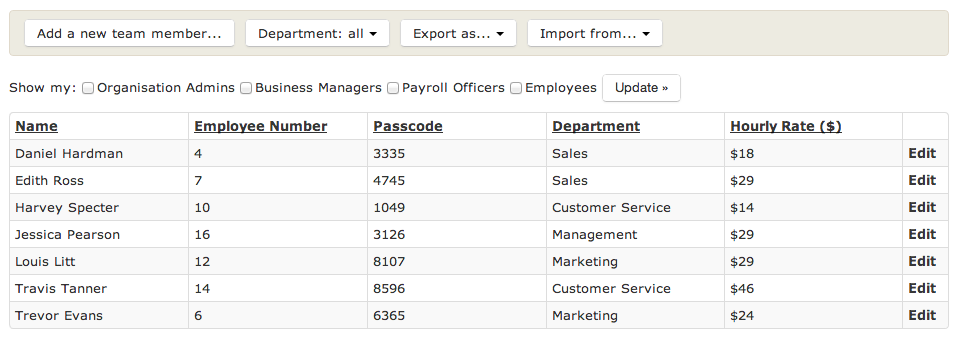 Add a new team member... Department: all Export as... Import from...
Show my: Organisation Admins Business Managers Payroll Officers Employees Update »
Name Employee Number Passcode Department Hourly Rate ($)
Daniel Hardman 4 3335 Sales $18 Edit
Edith Ross 7 4745 Sales $29 Edit
Harvey Specter 10 1049 Customer Service $14 Edit
Jessica Pearson 16 3126 Management $29 Edit
Louis Litt 12 8107 Marketing $29 Edit
Travis Tanner 14 8596 Customer Service $46 Edit
Trevor Evans 6 6365 Marketing $24 Edit